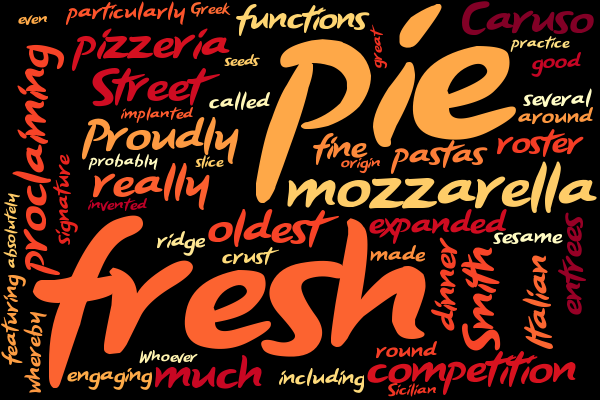 even
particularly
Greek
functions
great
pie
Caruso
practice
good
pizzeria
seeds
Street
implanted
called
several
around
Proudly
probably
slice
fine
origin
pastas
roster
really
invented
mozzarella
proclaiming
signature
absolutely
featuring
whereby
ridge
oldest
crust
expanded
sesame
made
fresh
dinner
Smith
Italian
entrees
Whoever
engaging
much
including
round
competition
Sicilian